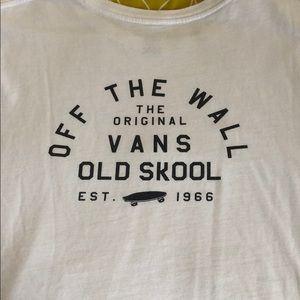 OFF THE WALL
THE
ORIGINAL
VANS
OLD SKOOL
EST. 1966